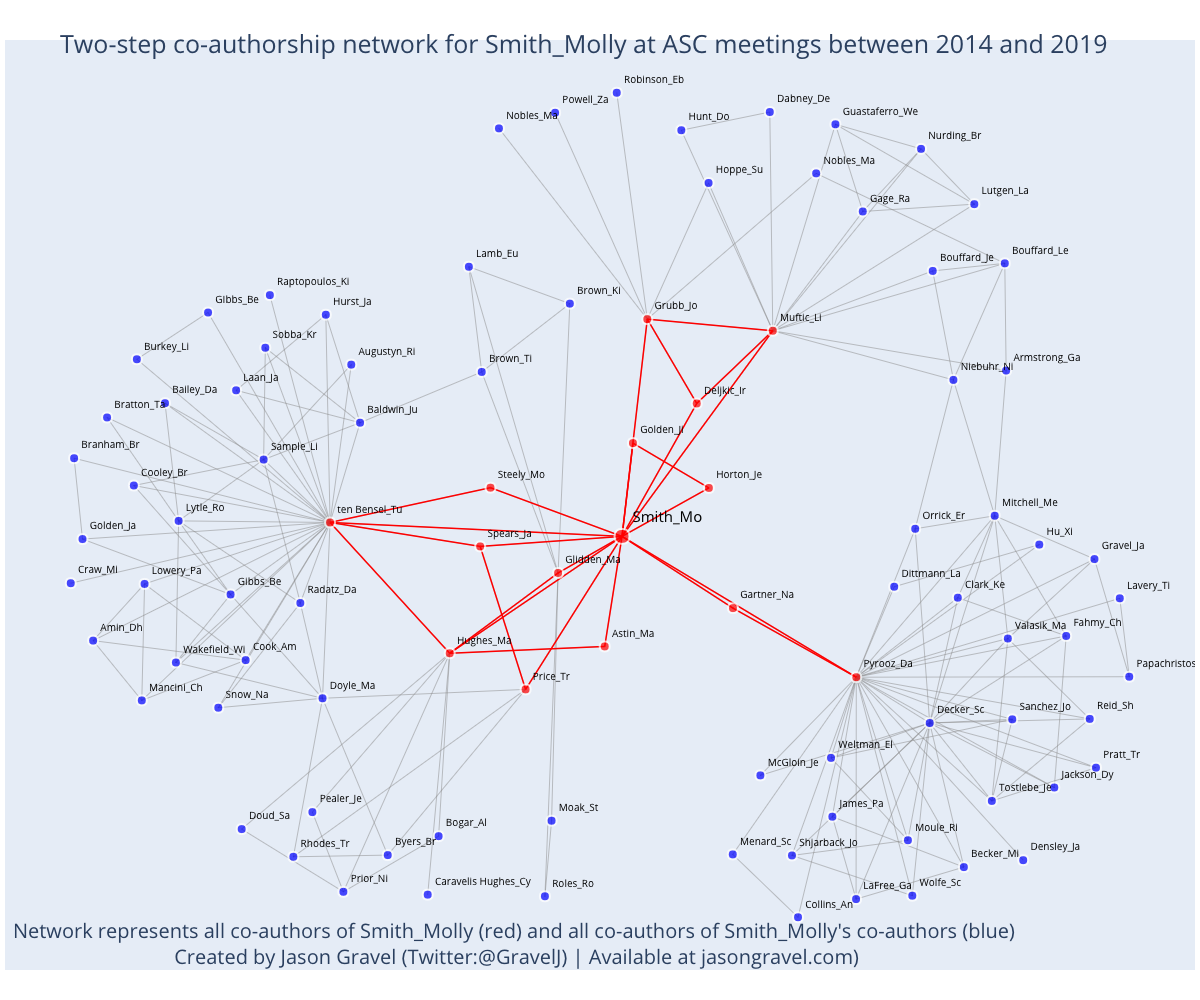 Two-step co-authorship network for Smith_Molly at ASC meetings between 2014 and 2019
Robinson_Eb
Powell_Za
Nobles_Ma
Hunt_Do
Dabney_De
Guastaferro_We
Nurding_Br
Hoppe_Su
Nobles_Ma
Gage_Ra
Lutgen_La
Lamb_Eu
Bouffard_Je
Bouffard_Le
Raptopoulos_Ki
Gibbs_Be
Hurst_Ja
Brown_Ki
Grubb_Jo
Muftic_Li
Sobba_Kr
Burkey_Li
Augustyn_Ri
Brown_Ti
Armstrong_Ga
Niebuhr_Ni
Laan_Ja
Bailey_Da
Deljkic_Ir
Bratton_Ta
Baldwin_Ju
Golden_Ji
Branham_Br
Sample_Li
Cooley_Br
Steely_Mo
Horton_Je
Lytle_Ro
ten Bensel_Tu
Smith_Mo
Mitchell_Me
Orrick_Er
Golden_Ja
Spears_Ja
Hu_Xi
Glidden_Ma
Gravel_Ja
Craw_Mi
Lowery_Pa
Gibbs_Be
Radatz_Da
Dittmann_La
Clark_Ke
Lavery_Ti
Gartner_Na
Amin_Dh
Valasik_Ma
Fahmy_Ch
Wakefield_Wi
Cook_Am
Hughes_Ma
Astin_Ma
Pyrooz_Da
Papachristos
Mancini_Ch
Snow_Na
Doyle_Ma
Price_Tr
Decker_Sc
Sanchez_Jo
Reid_Sh
Weltman_El
McGloin_Je
Pratt_Tr
Jackson_Dy
Tostlebe_Je
Pealer_Je
Doud_Sa
Moak_St
James_Pa
Bogar_Al
Rhodes_Tr
Byers_Br
Menard_Sc
Shjarback_Jo
Moule_Ri
Becker_Mi
Densley_Ja
Prior_Ni
Caravelis Hughes_Cy
Roles_Ro
LaFree_Ga
Wolfe_Sc
Collins_An
Network represents all co-authors of Smith_Molly (red) and all co-authors of Smith_Molly's co-authors (blue)
Created by Jason Gravel (Twitter:@GravelJ) | Available at jasongravel.com)